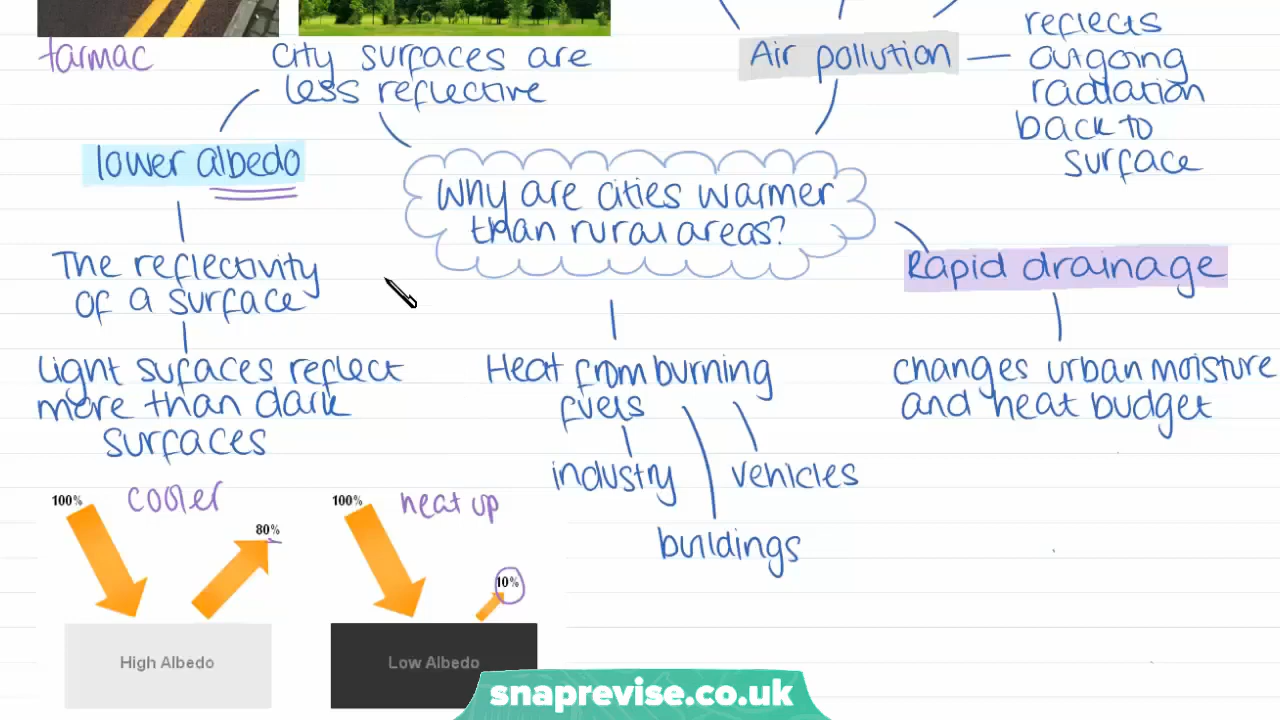 tarmac
City surfaces are
less reflective
lower albedo
The reflectivity
of a surface
Light sufaces reflect
more than dark
surfaces
100%
cooler
80%
High Albedo
100%
heat up
10%
Low Albedo
Why are cities warmer
than rural areas?
Heat from burning
fuels
industry
vehicles
buildings
Air pollution
reflects
outgoing
radiation
back to
surface
Rapid drainage
changes urban moisture
and heat budget
snaprevise.co.uk